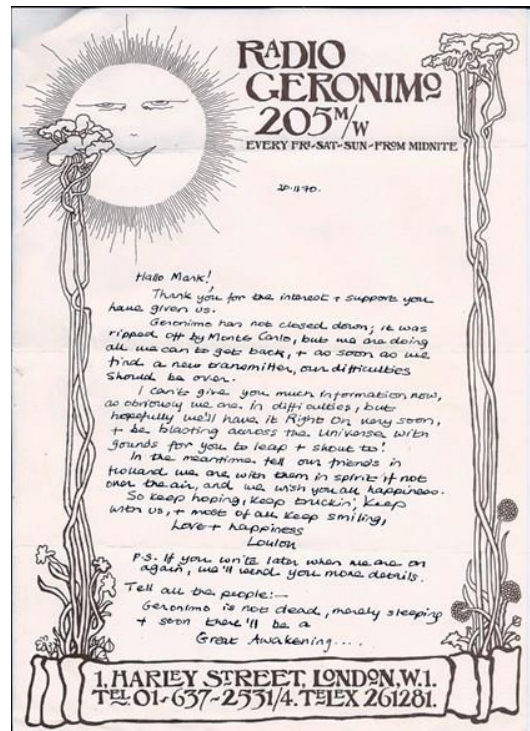 RADIO
GERONIMO
205 M/W
EVERY FRI-SAT-SUN-FROM MIDNITE
20.11.70.
Hallo Mark!
Thank you for the interest + support you
have given us.
Geronimo has not closed down; it was
ripped off by Monte Carlo, but we are doing
all we can to get back, + as soon as we
find a new transmitter, our difficulties
should be over.
I can't give you much information now,
as obviously we are in difficulties, but
hopefully we'll have it Right On very soon,
+ be blasting across the Universe with
sounds for you to leap + shout to!
In the meantime tell our friends in
Holland we are with them in spirit if not
over the air, and we wish you all happiness.
So keep hoping, keep truckin', keep
with us, + most of all keep smiling,
Love + happiness
P.S. If you write later when we are on
again, we'll send you more details.
Tell all the people:—
Geronimo is not dead, merely sleeping
+ soon there'll be a
Great Awakening....
1, HARLEY STREET, LONDON, W.1.
TEL 01-637-2531/4. TELEX 261281.